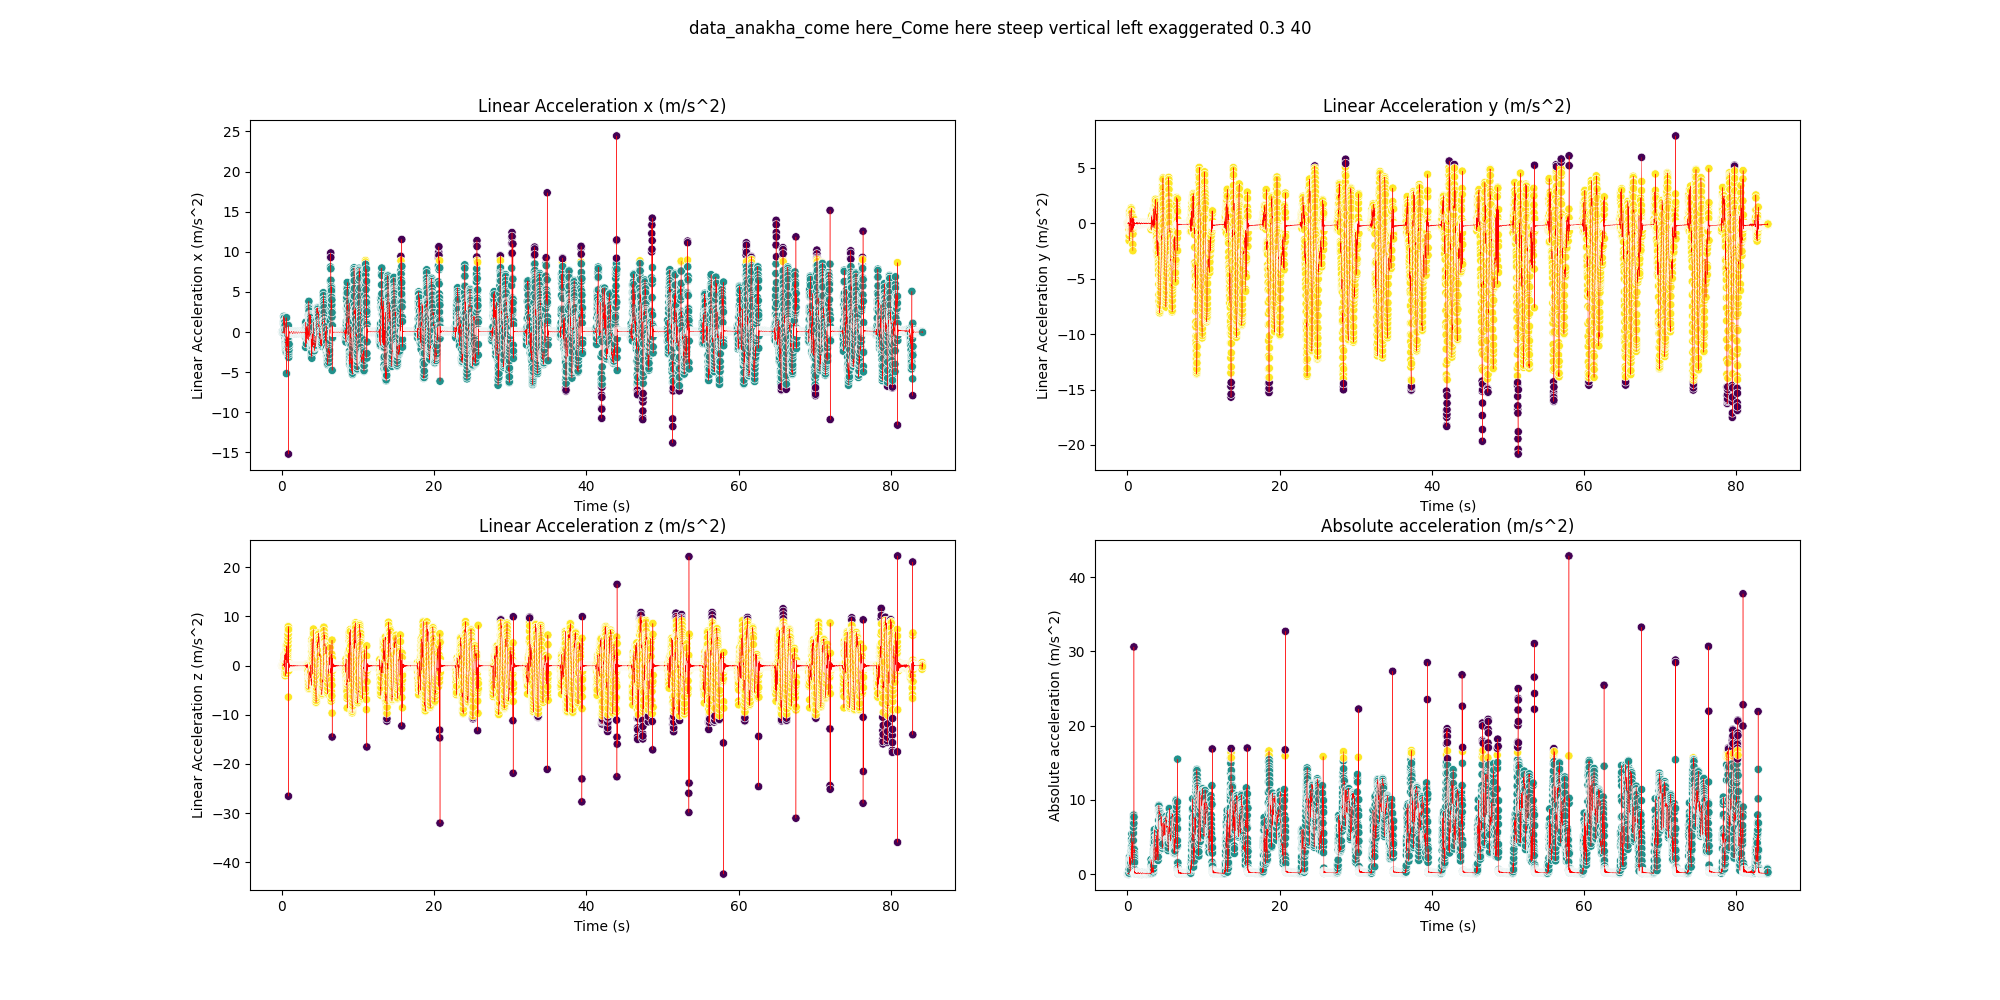 data_anakha_come here_Come here steep vertical left exaggerated 0.3 40
Linear Acceleration x (m/s^2)
Linear Acceleration x (m/s^2)
25
20
15
10
5
0
−5
−10
−15
0 20 40 60 80
Time (s)
Linear Acceleration y (m/s^2)
Linear Acceleration y (m/s^2)
5
0
−5
−10
−15
−20
0 20 40 60 80
Time (s)
Linear Acceleration z (m/s^2)
Linear Acceleration z (m/s^2)
20
10
0
−10
−20
−30
−40
0 20 40 60 80
Time (s)
Absolute acceleration (m/s^2)
Absolute acceleration (m/s^2)
40
30
20
10
0
0 20 40 60 80
Time (s)